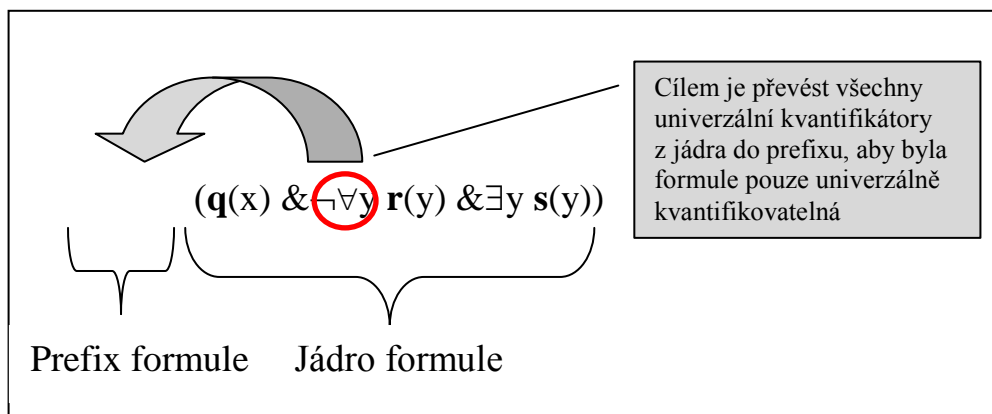 Cílem je převést všechny
univerzální kvantifikátory
z jádra do prefixu, aby byla
formule pouze univerzálně
kvantifikovatelná
(q(x) &¬∀y r(y) &∃y s(y))
Prefix formule Jádro formule